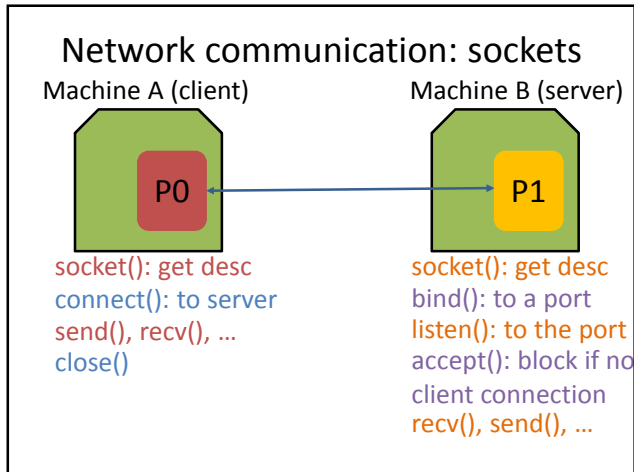 Network communication: sockets
Machine A (client)
Machine B (server)
P0
P1
socket(): get desc
connect(): to server
send(), recv(), …
close()
socket(): get desc
bind(): to a port
listen(): to the port
accept(): block if no
client connection
recv(), send(), …